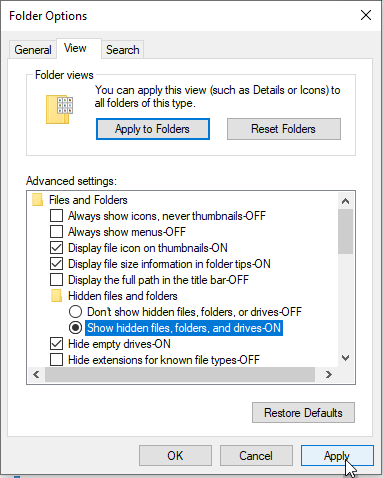 Folder Options
General
View
Search
Folder views
You can apply this view (such as Details or Icons) to
all folders of this type.
Apply to Folders
Reset Folders
Advanced settings:
Files and Folders
Always show icons, never thumbnails-OFF
Always show menus-OFF
Display file icon on thumbnails-ON
Display file size information in folder tips-ON
Display the full path in the title bar-OFF
Hidden files and folders
Don't show hidden files, folders, or drives-OFF
Show hidden files, folders, and drives-ON
Hide empty drives-ON
Hide extensions for known file types-OFF
Restore Defaults
OK
Cancel
Apply